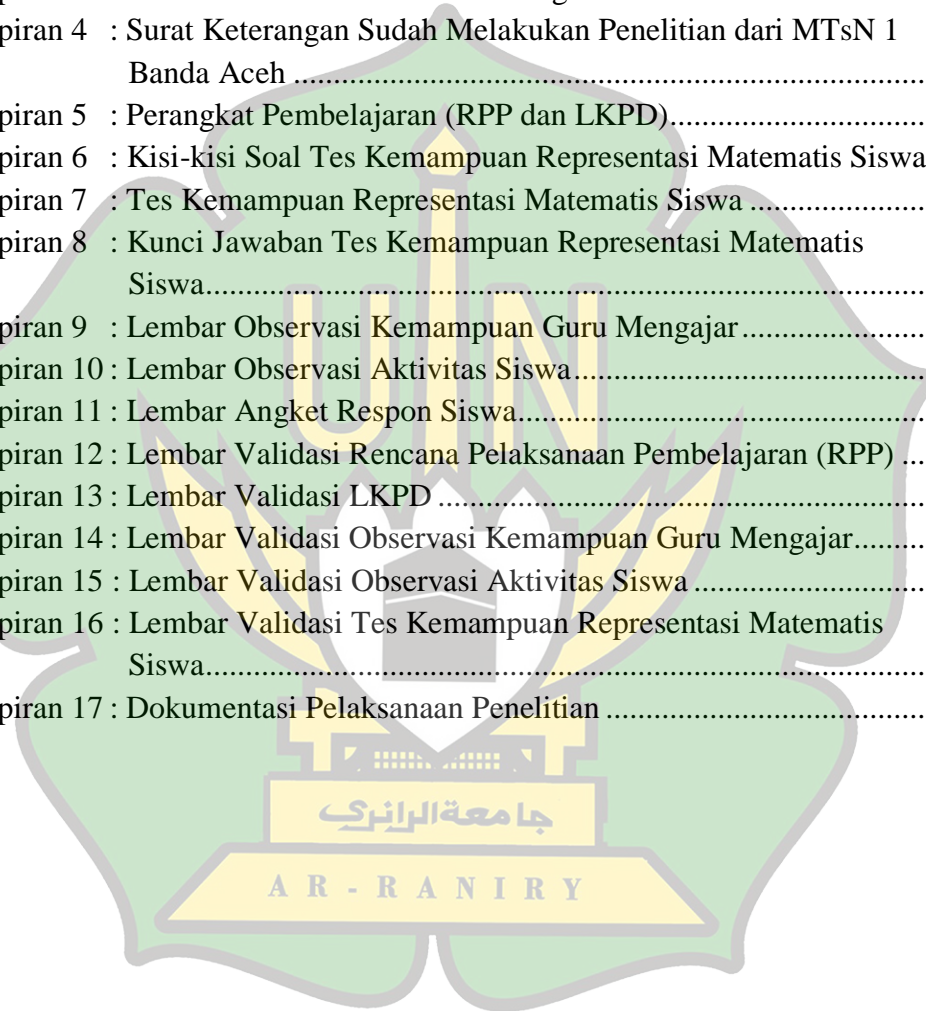 piran 4 : Surat Keterangan Sudah Melakukan Penelitian dari MTsN 1
Banda Aceh ................................................................................
piran 5 : Perangkat Pembelajaran (RPP dan LKPD)................................
piran 6 : Kisi-kisi Soal Tes Kemampuan Representasi Matematis Siswa
piran 7 : Tes Kemampuan Representasi Matematis Siswa ......................
piran 8 : Kunci Jawaban Tes Kemampuan Representasi Matematis
Siswa...........................................................................................
piran 9 : Lembar Observasi Kemampuan Guru Mengajar.......................
piran 10 : Lembar Observasi Aktivitas Siswa............................................
piran 11 : Lembar Angket Respon Siswa...................................................
piran 12 : Lembar Validasi Rencana Pelaksanaan Pembelajaran (RPP) ...
piran 13 : Lembar Validasi LKPD .............................................................
piran 14 : Lembar Validasi Observasi Kemampuan Guru Mengajar.........
piran 15 : Lembar Validasi Observasi Aktivitas Siswa .............................
piran 16 : Lembar Validasi Tes Kemampuan Representasi Matematis
Siswa...........................................................................................
piran 17 : Dokumentasi Pelaksanaan Penelitian ........................................
UIN
جامعة الرانري
AR-RANIRY